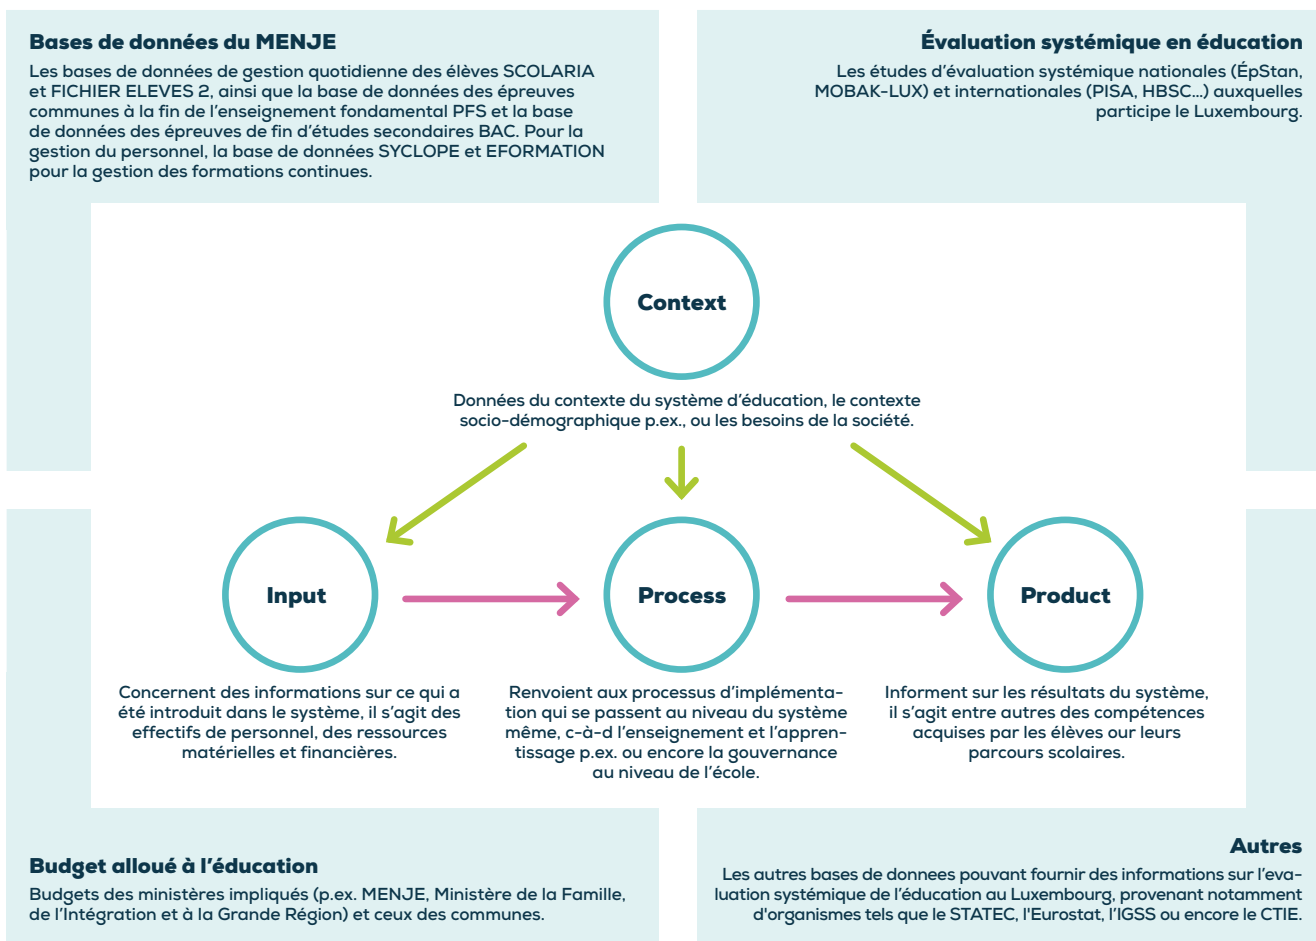 Bases de données du MENJE
Les bases de données de gestion quotidienne des élèves SCOLARIA
et FICHIER ELEVES 2, ainsi que la base de données des épreuves
communes à la fin de l'enseignement fondamental PFS et la base
de données des épreuves de fin d'études secondaires BAC. Pour la
gestion du personnel, la base de données SYCLOPE et EFORMATION
pour la gestion des formations continues.
Évaluation systémique en éducation
Les études d'évaluation systémique nationales (ÉpStan,
MOBAK-LUX) et internationales (PISA, HBSC...) auxquelles
participe le Luxembourg.
Context
Données du contexte du système d'éducation, le contexte
socio-démographique p.ex., ou les besoins de la société.
Input
Process
Product
Concernent des informations sur ce qui a
été introduit dans le système, il s'agit des
effectifs de personnel, des ressources
matérielles et financières.
Renvoient aux processus d'implémenta-
tion qui se passent au niveau du système
même, c-à-d l'enseignement et l'appren-
tissage p.ex. ou encore la gouvernance
au niveau de l'école.
Informent sur les résultats du système,
il s'agit entre autres des compétences
acquises par les élèves our leurs
parcours scolaires.
Budget alloué à l'éducation
Budgets des ministères impliqués (p.ex. MENJE, Ministère de la Famille,
de l'Intégration et à la Grande Région) et ceux des communes.
Autres
Les autres bases de donnees pouvant fournir des informations sur l'eva-
luation systémique de l'éducation au Luxembourg, provenant notamment
d'organismes tels que le STATEC, l'Eurostat, l'IGSS ou encore le CTIE.